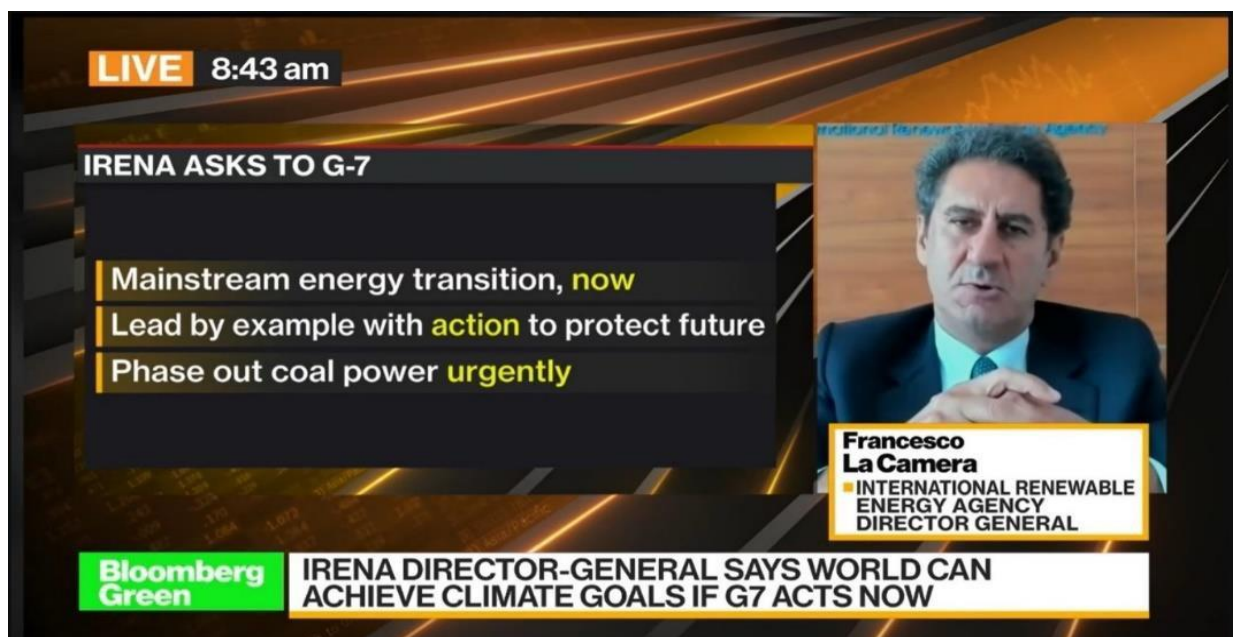 LIVE 8:43 am
IRENA ASKS TO G-7
Mainstream energy transition, now
Lead by example with action to protect future
Phase out coal power urgently
Agency
Francesco
La Camera
INTERNATIONAL RENEWABLE
ENERGY AGENCY
DIRECTOR GENERAL
Bloomberg
Green
IRENA DIRECTOR-GENERAL SAYS WORLD CAN
ACHIEVE CLIMATE GOALS IF G7 ACTS NOW